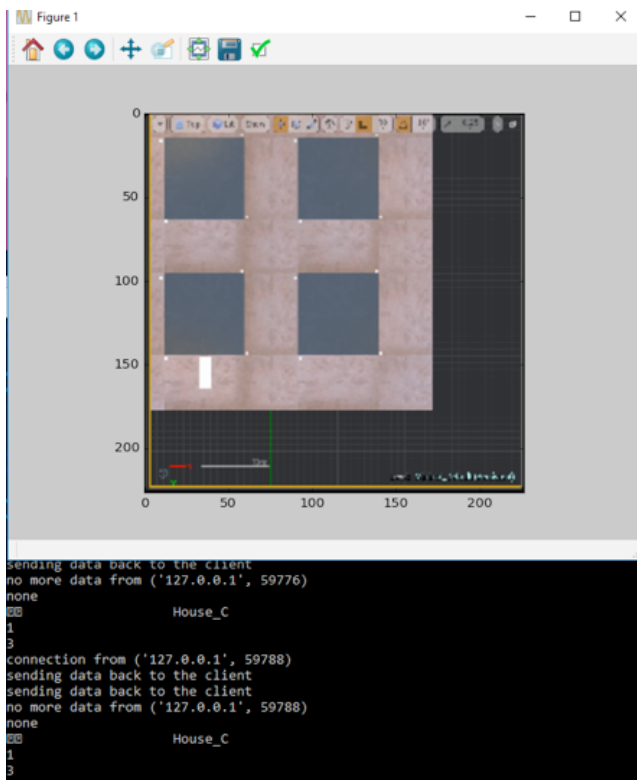 Figure 1
0
50
100
150
200
0 50 100 150 200
sending data back to the client
no more data from ('127.0.0.1', 59776)
none
House_C
1
3
connection from ('127.0.0.1', 59788)
sending data back to the client
sending data back to the client
no more data from ('127.0.0.1', 59788)
none
House_C
1
3